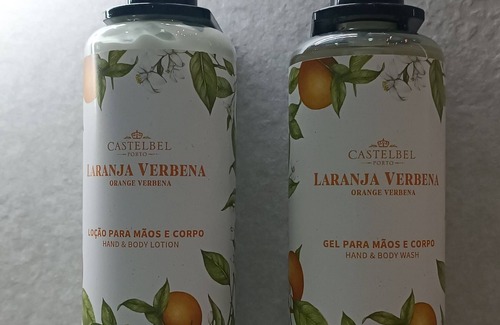 CASTELBEL
PORTO
LARANJA VERBENA
ORANGE VERBENA
LOÇÃO PARA MÃOS E CORPO
HAND & BODY LOTION
CASTELBEL
PORTO
LARANJA VERBENA
ORANGE VERBENA
GEL PARA MÃOS E CORPO
HAND & BODY WASH